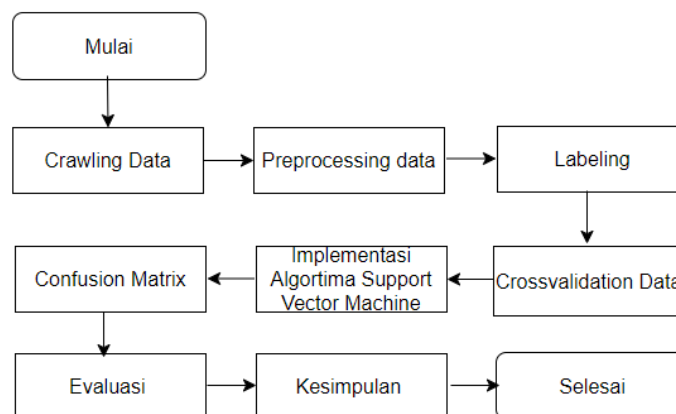 Mulai
Crawling Data
Preprocessing data
Labeling
Crossvalidation Data
Implementasi
Algortima Support
Vector Machine
Confusion Matrix
Evaluasi
Kesimpulan
Selesai